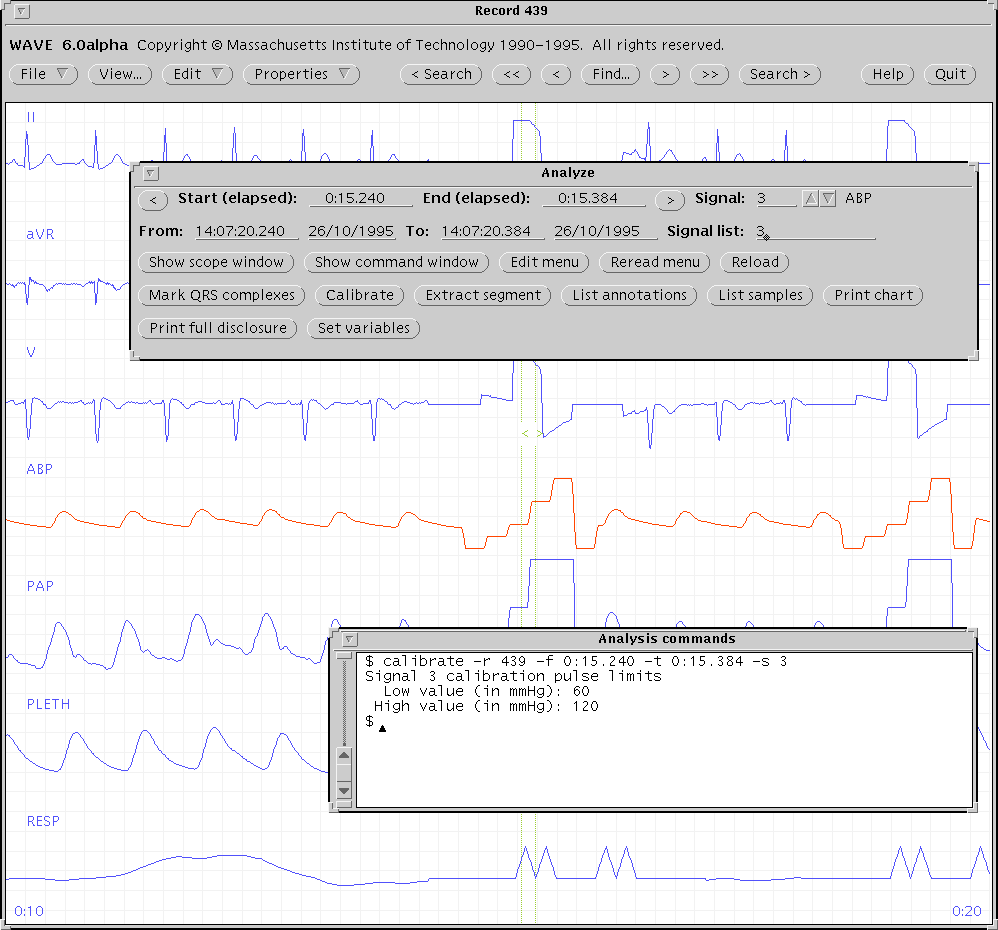 Record 439
WAVE 6.0alpha Copyright © Massachusetts Institute of Technology 1990-1995. All rights reserved.
File View... Edit Properties < Search << < Find... > >> Search > Help Quit
II
Analyze
< Start (elapsed): 0:15.240 End (elapsed): 0:15.384 > Signal: 3 ABP
From: 14:07:20.240 26/10/1995 To: 14:07:20.384 26/10/1995 Signal list: 3
aVR
Show scope window Show command window Edit menu Reread menu Reload
Mark QRS complexes Calibrate Extract segment List annotations List samples Print chart
Print full disclosure Set variables
V
< >
ABP
PAP
Analysis commands
$ calibrate -r 439 -f 0:15.240 -t 0:15.384 -s 3
Signal 3 calibration pulse limits
Low value (in mmHg): 60
High value (in mmHg): 120
$
PLETH
RESP
0:10 0:20